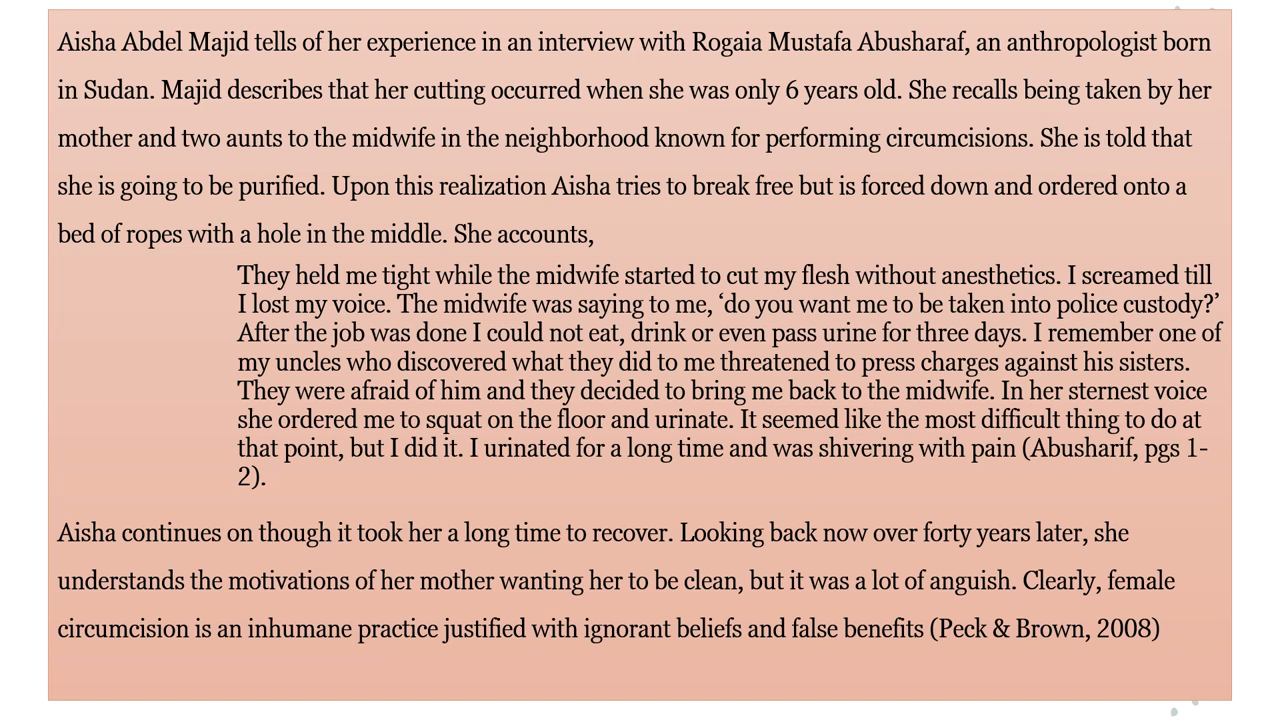 Aisha Abdel Majid tells of her experience in an interview with Rogaia Mustafa Abusharaf, an anthropologist born
in Sudan. Majid describes that her cutting occurred when she was only 6 years old. She recalls being taken by her
mother and two aunts to the midwife in the neighborhood known for performing circumcisions. She is told that
she is going to be purified. Upon this realization Aisha tries to break free but is forced down and ordered onto a
bed of ropes with a hole in the middle. She accounts,
They held me tight while the midwife started to cut my flesh without anesthetics. I screamed till
I lost my voice. The midwife was saying to me, ‘do you want me to be taken into police custody?’
After the job was done I could not eat, drink or even pass urine for three days. I remember one of
my uncles who discovered what they did to me threatened to press charges against his sisters.
They were afraid of him and they decided to bring me back to the midwife. In her sternest voice
she ordered me to squat on the floor and urinate. It seemed like the most difficult thing to do at
that point, but I did it. I urinated for a long time and was shivering with pain (Abusharif, pgs 1-
2).
Aisha continues on though it took her a long time to recover. Looking back now over forty years later, she
understands the motivations of her mother wanting her to be clean, but it was a lot of anguish. Clearly, female
circumcision is an inhumane practice justified with ignorant beliefs and false benefits (Peck & Brown, 2008)